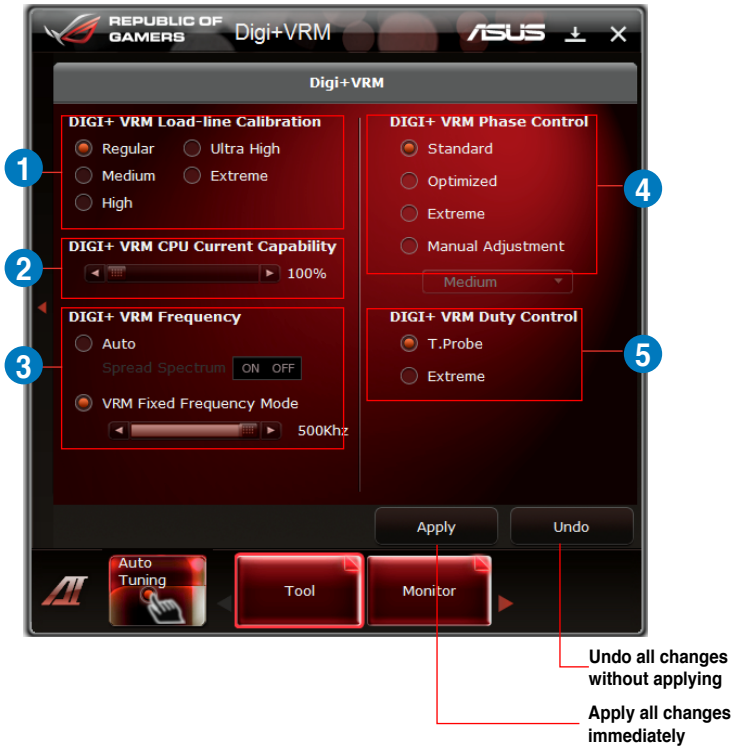 REPUBLIC OF
GAMERS
Digi+VRM
ASUS
Digi+VRM
1
DIGI+ VRM Load-line Calibration
Regular
Ultra High
Medium
Extreme
High
2
DIGI+ VRM CPU Current Capability
100%
3
DIGI+ VRM Frequency
Auto
Spread Spectrum ON OFF
VRM Fixed Frequency Mode
500Khz
DIGI+ VRM Phase Control
Standard
Optimized
Extreme
Manual Adjustment
Medium
4
DIGI+ VRM Duty Control
T.Probe
Extreme
5
Apply
Undo
Auto
Tuning
Tool
Monitor
Undo all changes
without applying
Apply all changes
immediately